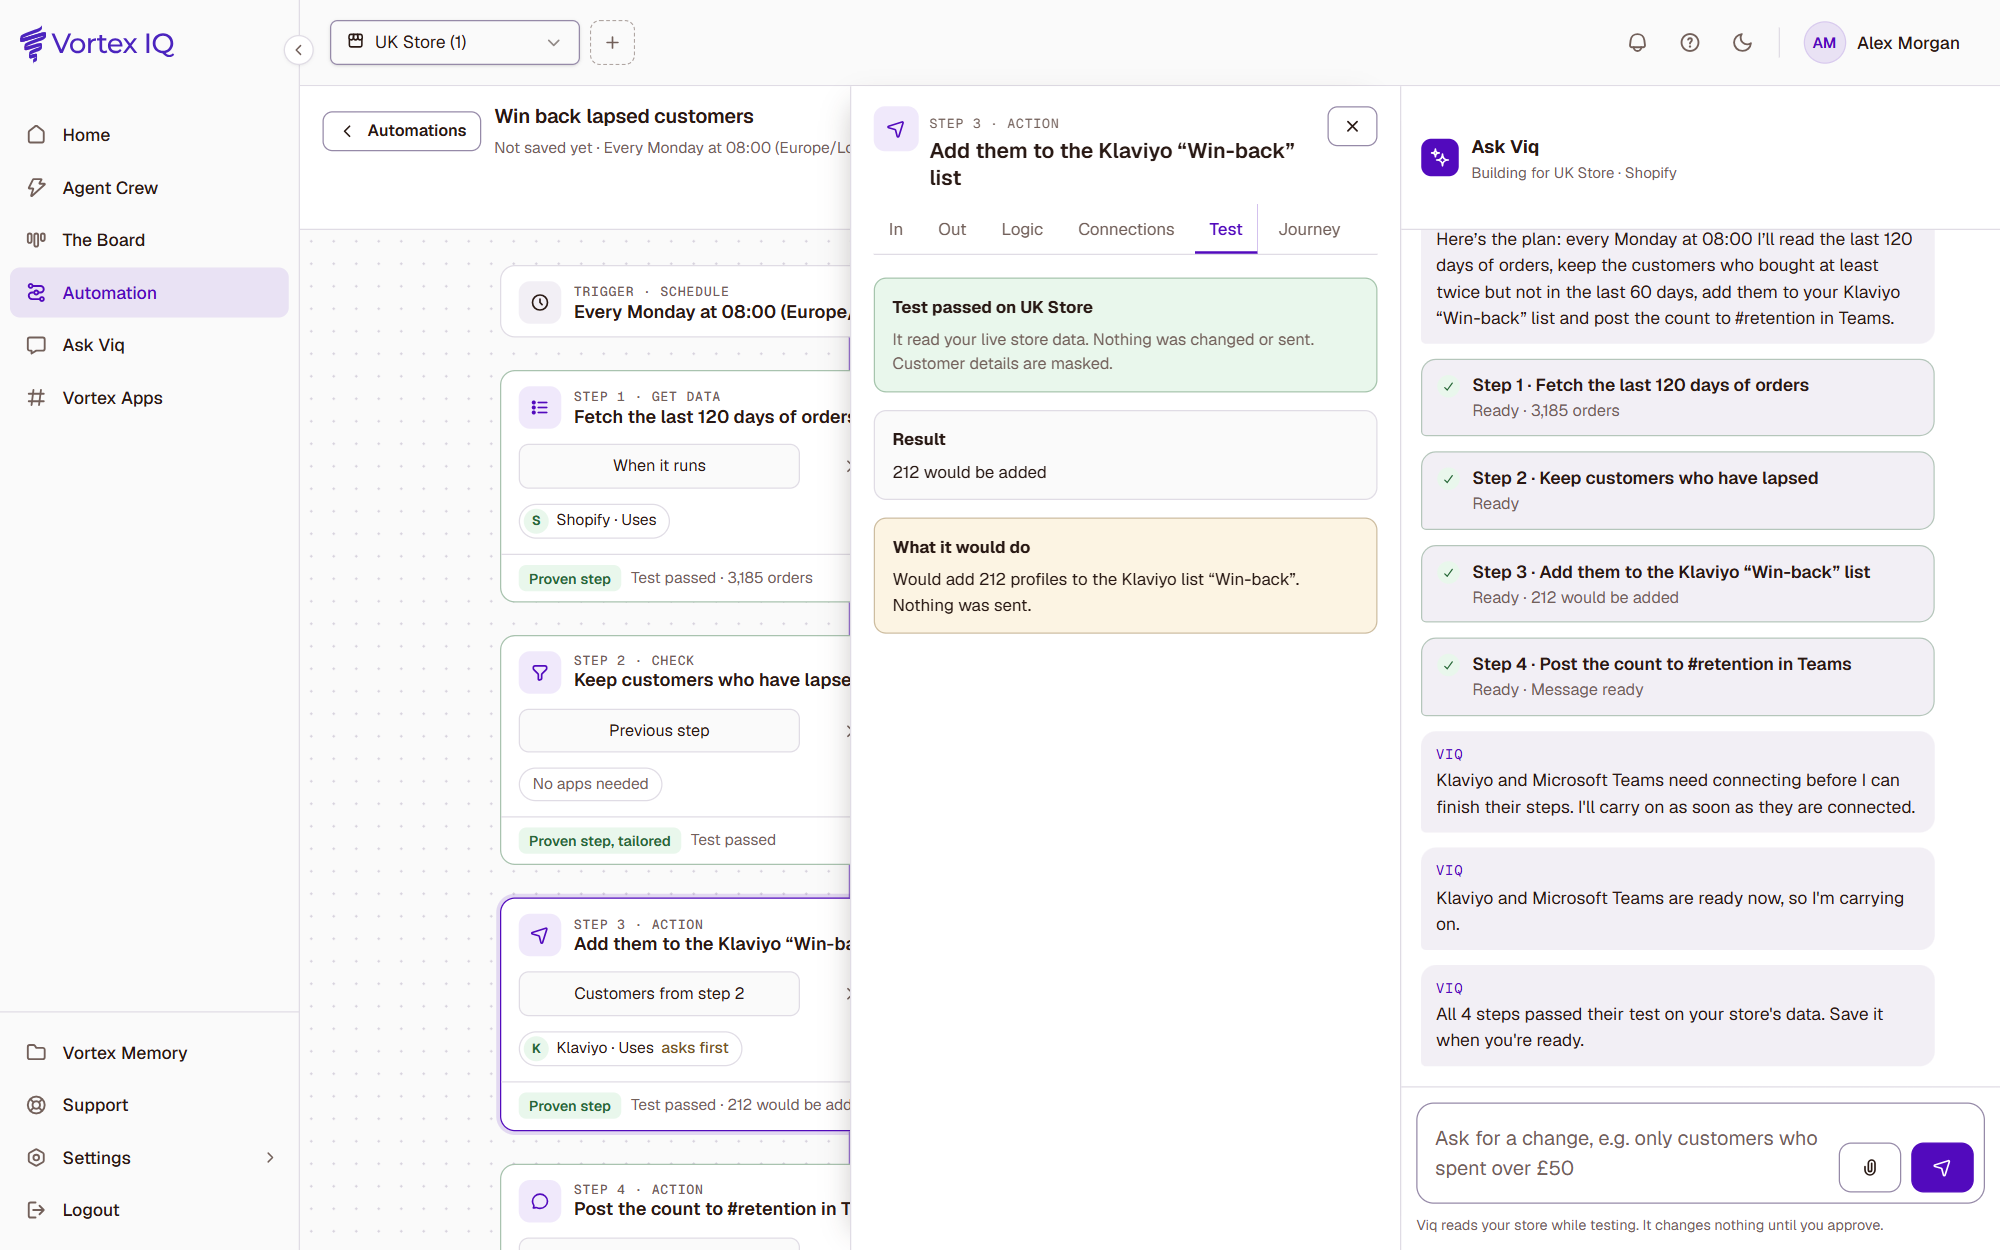 Vortex IQ
UK Store (1)
AM
Alex Morgan
Home
Agent Crew
The Board
Automation
Ask Viq
Vortex Apps
Vortex Memory
Support
Settings
Logout
Automations
Win back lapsed customers
Not saved yet · Every Monday at 08:00 (Europe/Lo
TRIGGER · SCHEDULE
Every Monday at 08:00 (Europe/
STEP 1 · GET DATA
Fetch the last 120 days of orders
When it runs
S
Shopify · Uses
Proven step
Test passed · 3,185 orders
STEP 2 · CHECK
Keep customers who have lapse
Previous step
No apps needed
Proven step, tailored
Test passed
STEP 3 · ACTION
Add them to the Klaviyo “Win-ba
Customers from step 2
K
Klaviyo · Uses asks first
Proven step
Test passed · 212 would be add
STEP 4 · ACTION
Post the count to #retention in T
STEP 3 · ACTION
Add them to the Klaviyo “Win-back”
list
In
Out
Logic
Connections
Test
Journey
Test passed on UK Store
It read your live store data. Nothing was changed or sent.
Customer details are masked.
Result
212 would be added
What it would do
Would add 212 profiles to the Klaviyo list “Win-back”.
Nothing was sent.
Ask Viq
Building for UK Store · Shopify
Here’s the plan: every Monday at 08:00 I’ll read the last 120
days of orders, keep the customers who bought at least
twice but not in the last 60 days, add them to your Klaviyo
“Win-back” list and post the count to #retention in Teams.
Step 1 · Fetch the last 120 days of orders
Ready · 3,185 orders
Step 2 · Keep customers who have lapsed
Ready
Step 3 · Add them to the Klaviyo “Win-back” list
Ready · 212 would be added
Step 4 · Post the count to #retention in Teams
Ready · Message ready
VIQ
Klaviyo and Microsoft Teams need connecting before I can
finish their steps. I'll carry on as soon as they are connected.
VIQ
Klaviyo and Microsoft Teams are ready now, so I'm carrying
on.
VIQ
All 4 steps passed their test on your store's data. Save it
when you're ready.
Ask for a change, e.g. only customers who
spent over £50
Viq reads your store while testing. It changes nothing until you approve.